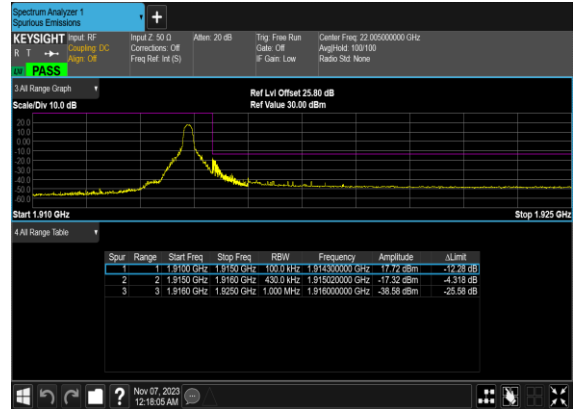 Spectrum Analyzer 1
Spurious Emissions
+
KEYSIGHT Input: RF Input Z: 50 Ω Atten: 20 dB Trig: Free Run Center Freq: 22.005000000 GHz
R T Coupling: DC Corrections: Off Gate: Off Avg|Hold: 100/100
Align: Off Freq Ref: Int (S) IF Gain: Low Radio Std: None
PASS
3 All Range Graph
Ref Lvl Offset 25.80 dB
Scale/Div 10.0 dB Ref Value 30.00 dBm
20.0
10.0
0.00
-10.0
-20.0
-30.0
-40.0
-50.0
-60.0
Start 1.910 GHz Stop 1.925 GHz
4 All Range Table
Spur Range Start Freq Stop Freq RBW Frequency Amplitude ΔLimit
1 1 1.9100 GHz 1.9150 GHz 100.0 kHz 1.914300000 GHz 17.72 dBm -12.28 dB
2 2 1.9150 GHz 1.9160 GHz 430.0 kHz 1.915020000 GHz -17.32 dBm -4.318 dB
3 3 1.9160 GHz 1.9250 GHz 1.000 MHz 1.916000000 GHz -38.58 dBm -25.58 dB
? Nov 07, 2023
12:18:05 AM